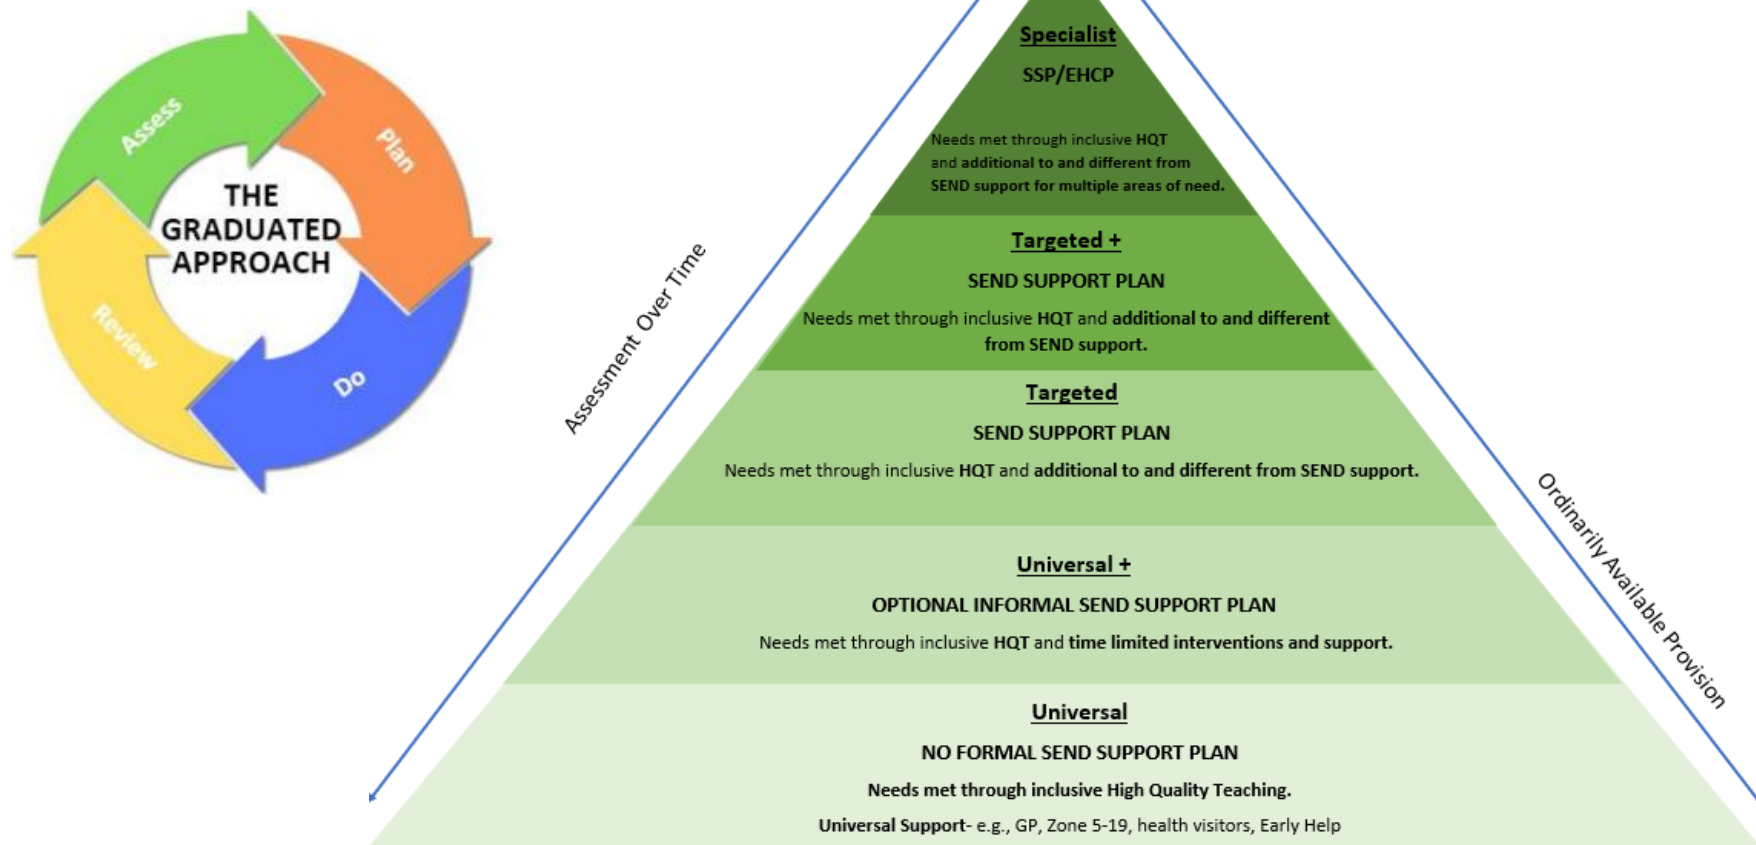 Assess
Plan
Do
Review
THE
GRADUATED
APPROACH
Assessment Over Time
Specialist
SSP/EHCP
Needs met through inclusive HQT
and additional to and different from
SEND support for multiple areas of need.
Targeted +
SEND SUPPORT PLAN
Needs met through inclusive HQT and additional to and different
from SEND support.
Targeted
SEND SUPPORT PLAN
Needs met through inclusive HQT and additional to and different from SEND support.
Universal +
OPTIONAL INFORMAL SEND SUPPORT PLAN
Needs met through inclusive HQT and time limited interventions and support.
Universal
NO FORMAL SEND SUPPORT PLAN
Needs met through inclusive High Quality Teaching.
Universal Support- e.g., GP, Zone 5-19, health visitors, Early Help
Ordinarily Available Provision